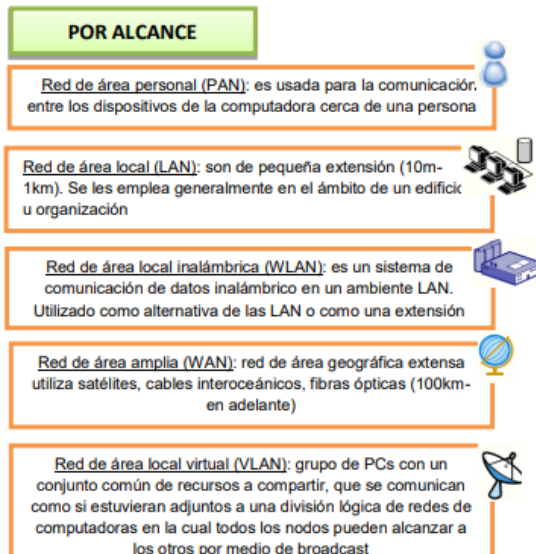 POR ALCANCE
Red de área personal (PAN): es usada para la comunicación
entre los dispositivos de la computadora cerca de una persona
Red de área local (LAN): son de pequeña extensión (10m-
1km). Se les emplea generalmente en el ámbito de un edificio
u organización
Red de área local inalámbrica (WLAN): es un sistema de
comunicación de datos inalámbrico en un ambiente LAN.
Utilizado como alternativa de las LAN o como una extensión
Red de área amplia (WAN): red de área geográfica extensa
utiliza satélites, cables interoceánicos, fibras ópticas (100km-
en adelante)
Red de área local virtual (VLAN): grupo de PCs con un
conjunto común de recursos a compartir, que se comunican
como si estuvieran adjuntos a una división lógica de redes de
computadoras en la cual todos los nodos pueden alcanzar a
los otros por medio de broadcast